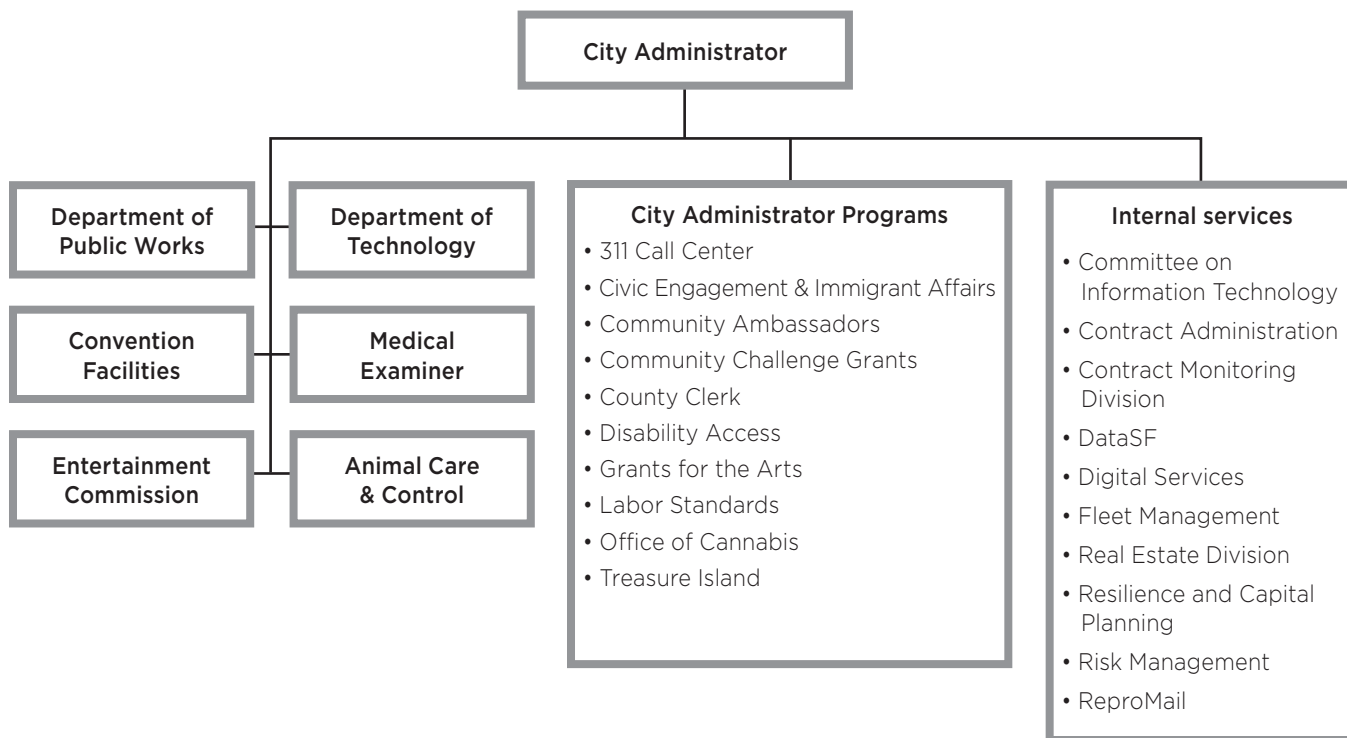 City Administrator
Department of
Public Works
Department of
Technology
Convention
Facilities
Medical
Examiner
Entertainment
Commission
Animal Care
& Control
City Administrator Programs
• 311 Call Center
• Civic Engagement & Immigrant Affairs
• Community Ambassadors
• Community Challenge Grants
• County Clerk
• Disability Access
• Grants for the Arts
• Labor Standards
• Office of Cannabis
• Treasure Island
Internal services
• Committee on
Information Technology
• Contract Administration
• Contract Monitoring
Division
• DataSF
• Digital Services
• Fleet Management
• Real Estate Division
• Resilience and Capital
Planning
• Risk Management
• ReproMail